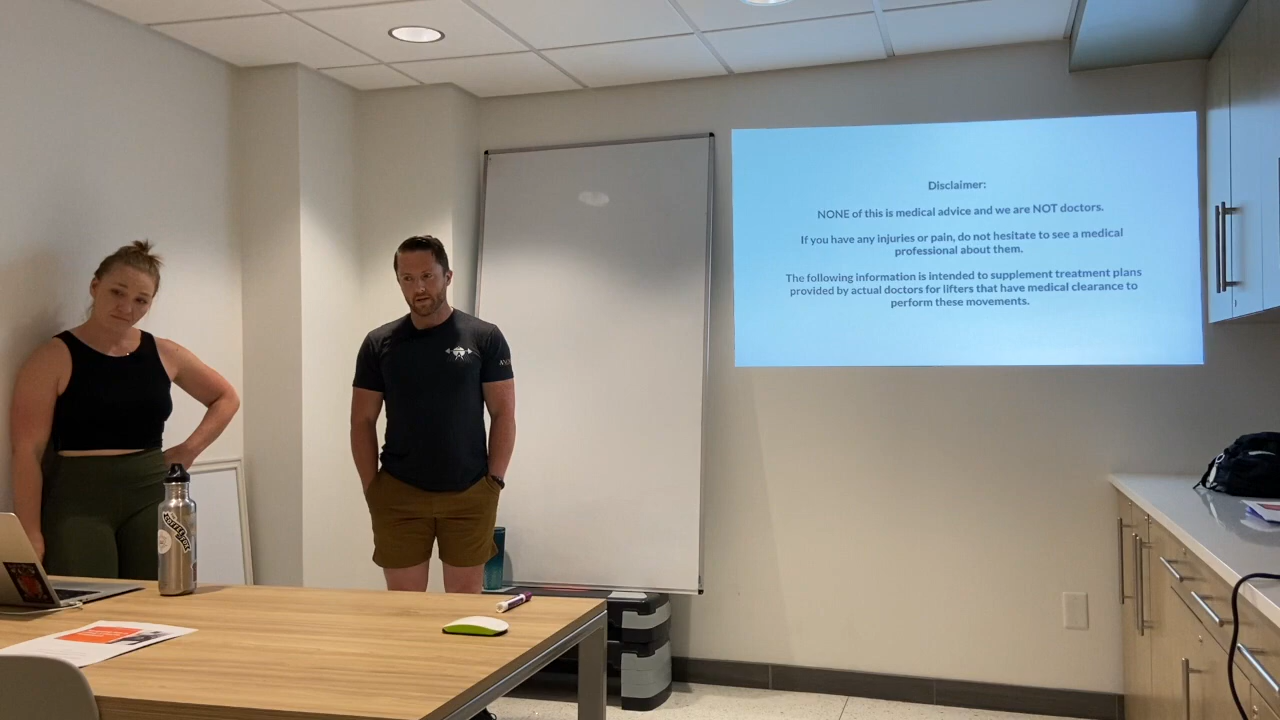 Disclaimer:
NONE of this is medical advice and we are NOT doctors.
If you have any injuries or pain, do not hesitate to see a medical
professional about them.
The following information is intended to supplement treatment plans
provided by actual doctors for lifters that have medical clearance to
perform these movements.